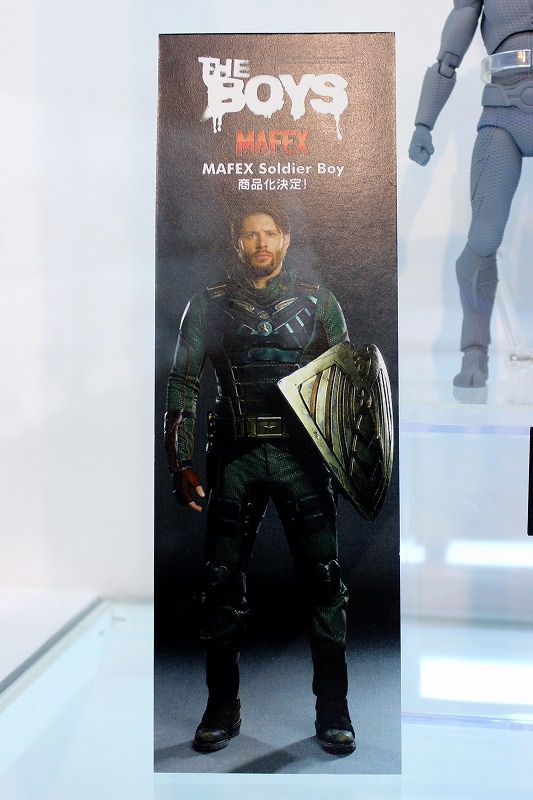 THE
BOYS
MAFEX
MAFEX Soldier Boy
商品化決定!